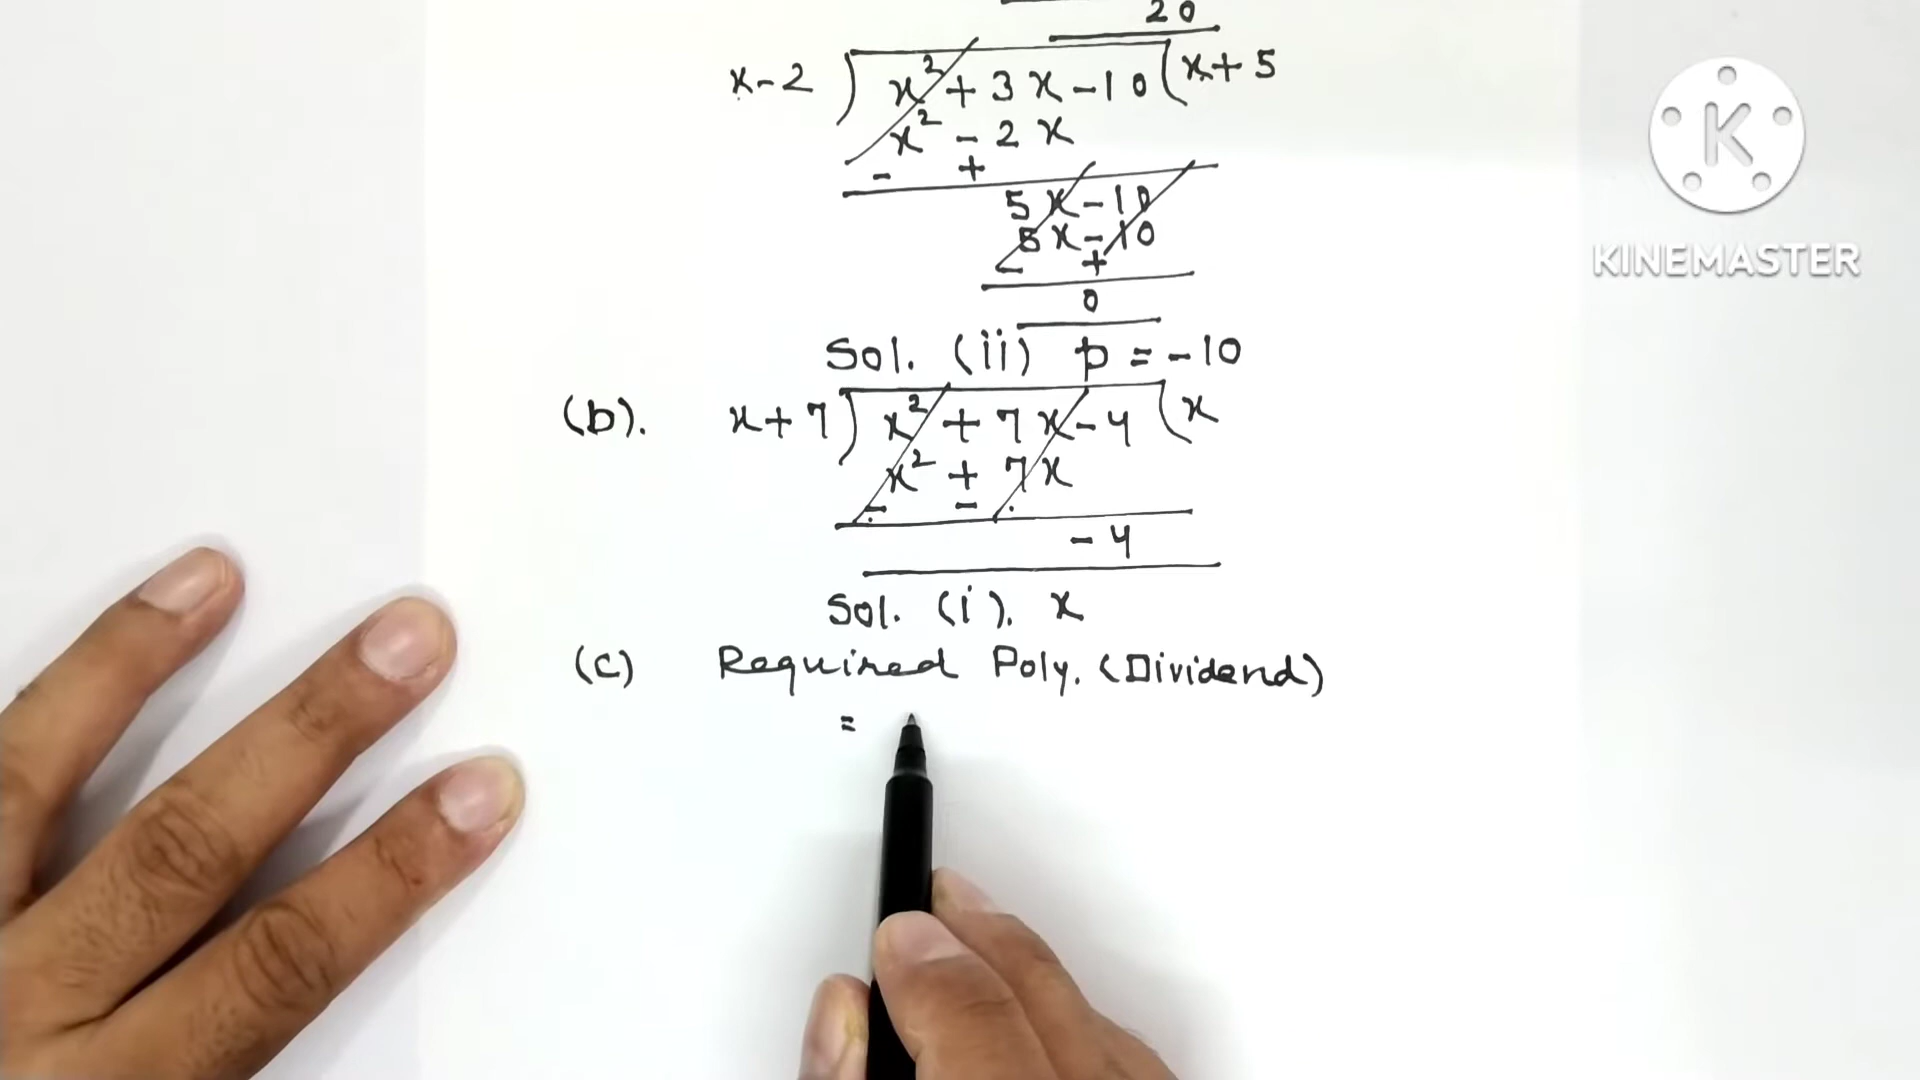 20
x-2 ) x² + 3x - 10 ( x + 5
x² - 2x
- +
5x - 10
5x - 10
- +
0
Sol. (ii) p = -10
(b). x + 7 ) x² + 7x - 4 ( x
x² + 7x
- -
- 4
Sol. (i). x
(c) Required Poly. (Dividend)
=
K
KINEMASTER